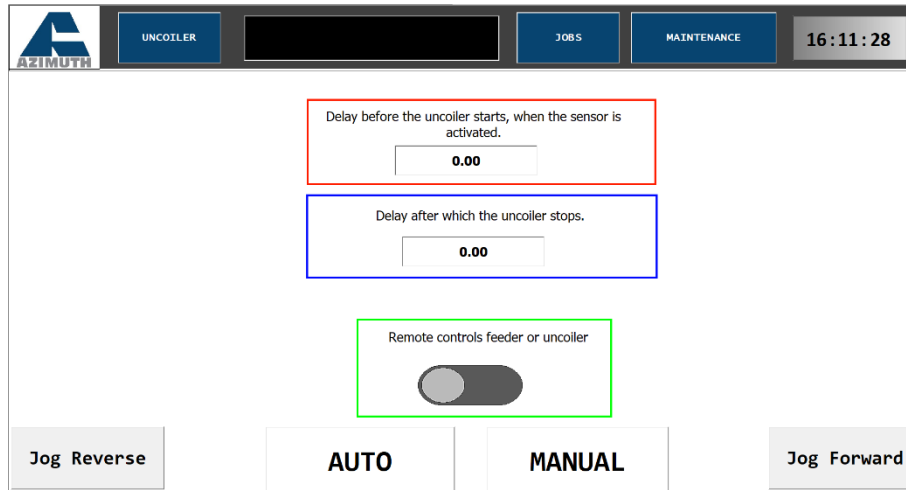 AZIMUTH
UNCOILER
JOBS
MAINTENANCE
16:11:28
Delay before the uncoiler starts, when the sensor is
activated.
0.00
Delay after which the uncoiler stops.
0.00
Remote controls feeder or uncoiler
Jog Reverse
AUTO
MANUAL
Jog Forward